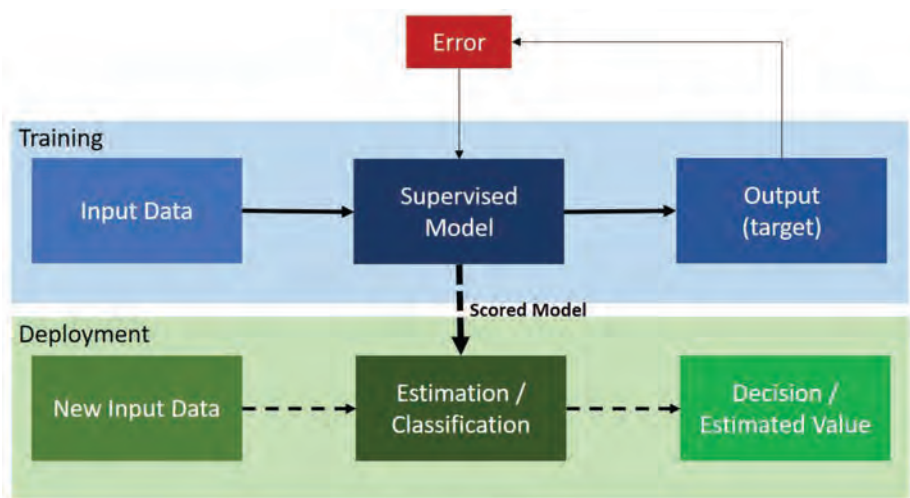 Error
Training
Input Data
Supervised
Model
Output
(target)
Scored Model
Deployment
New Input Data
Estimation /
Classification
Decision /
Estimated Value